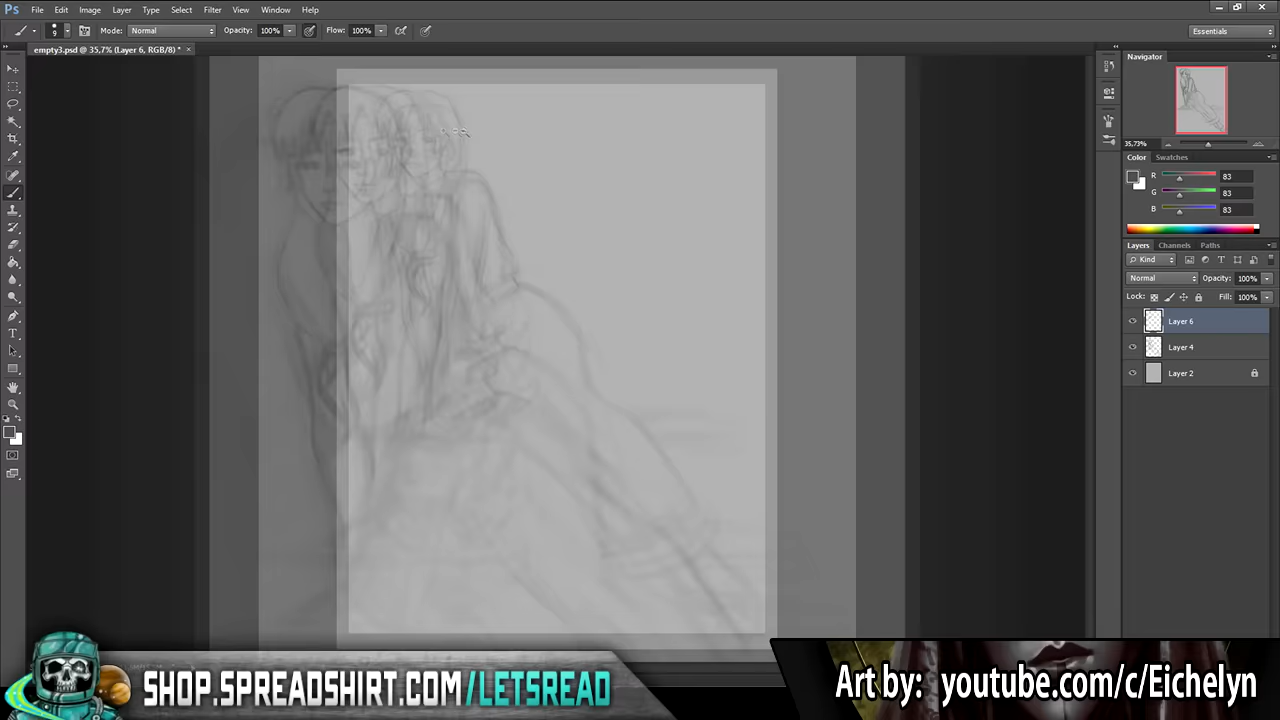 Ps File Edit Image Layer Type Select Filter View Window Help
9 Mode: Normal Opacity: 100% Flow: 100% Essentials
empty3.psd @ 35,7% (Layer 6, RGB/8) * ×
Navigator
35,73%
Color Swatches
R 83
G 83
B 83
Layers Channels Paths
Kind
Normal Opacity: 100%
Lock: Fill: 100%
Layer 6
Layer 4
Layer 2
SHOP.SPREADSHIRT.COM/LETSREAD
Art by: youtube.com/c/Eichelyn